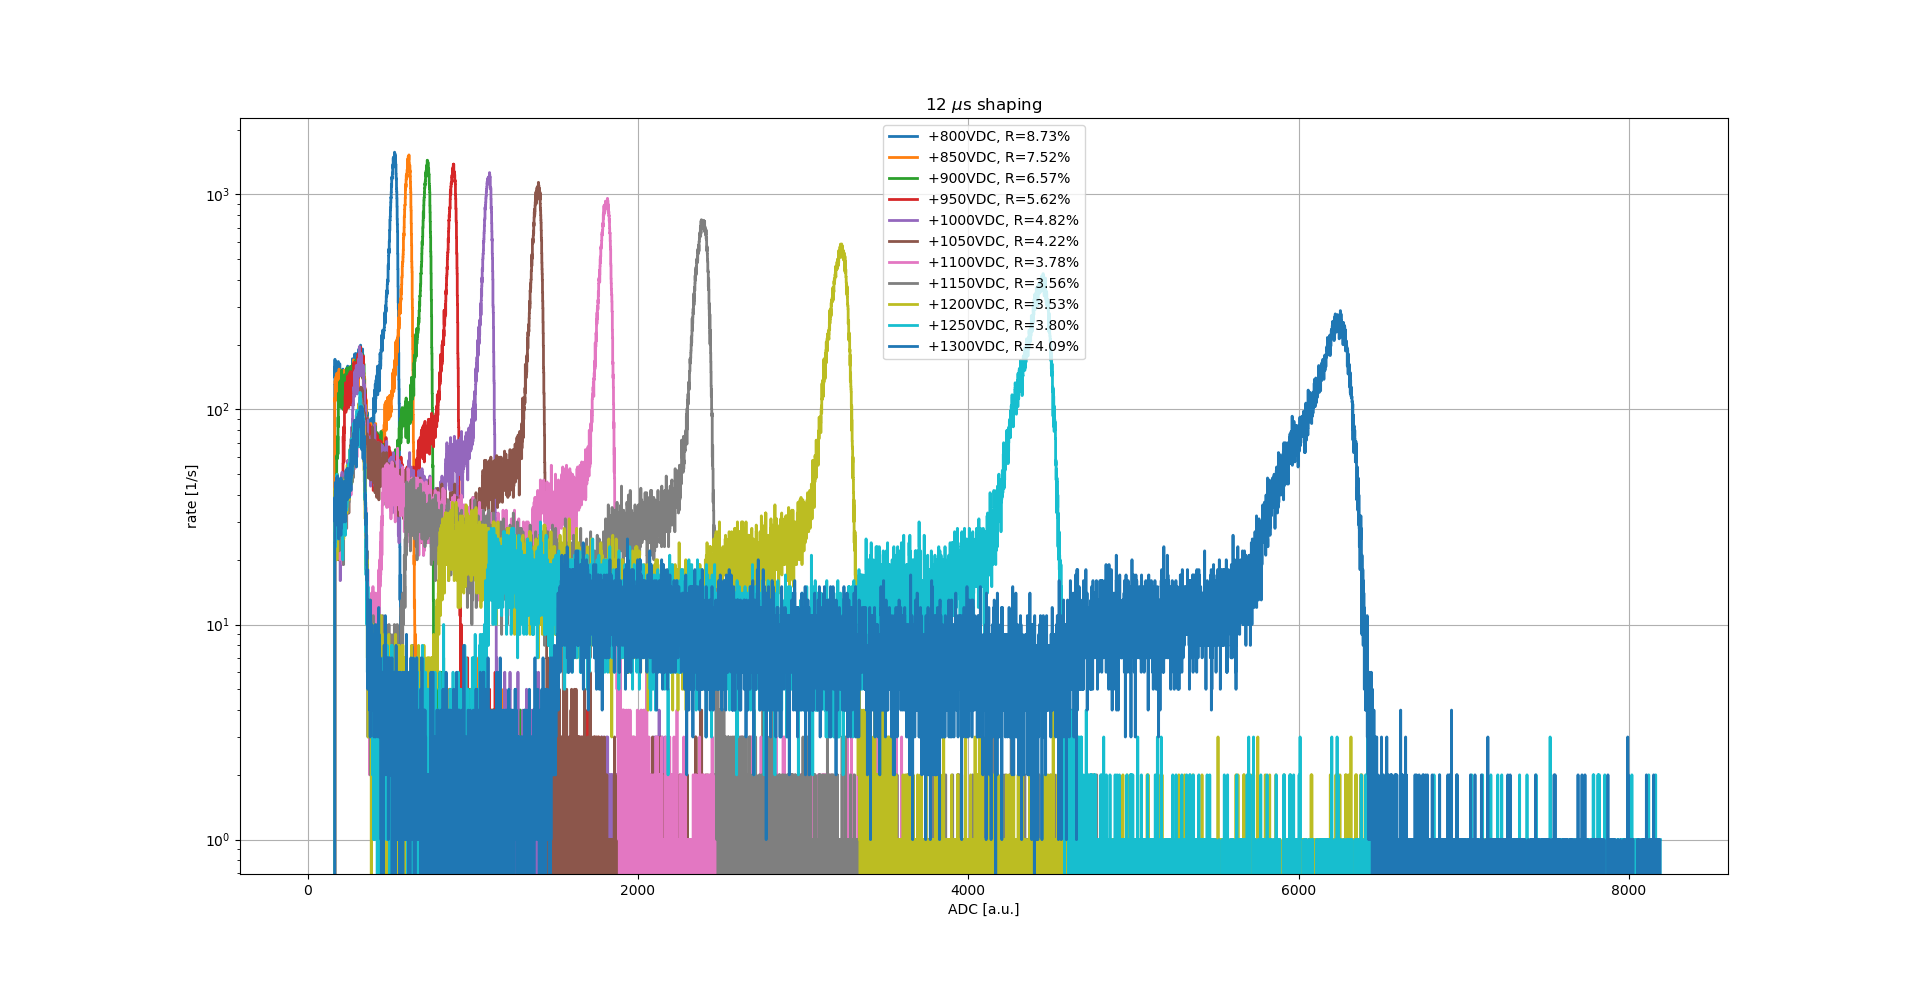 12 μs shaping
+800VDC, R=8.73%
+850VDC, R=7.52%
+900VDC, R=6.57%
+950VDC, R=5.62%
+1000VDC, R=4.82%
+1050VDC, R=4.22%
+1100VDC, R=3.78%
+1150VDC, R=3.56%
+1200VDC, R=3.53%
+1250VDC, R=3.80%
+1300VDC, R=4.09%
rate [1/s]
10³
10²
10¹
10⁰
0 2000 4000 6000 8000
ADC [a.u.]